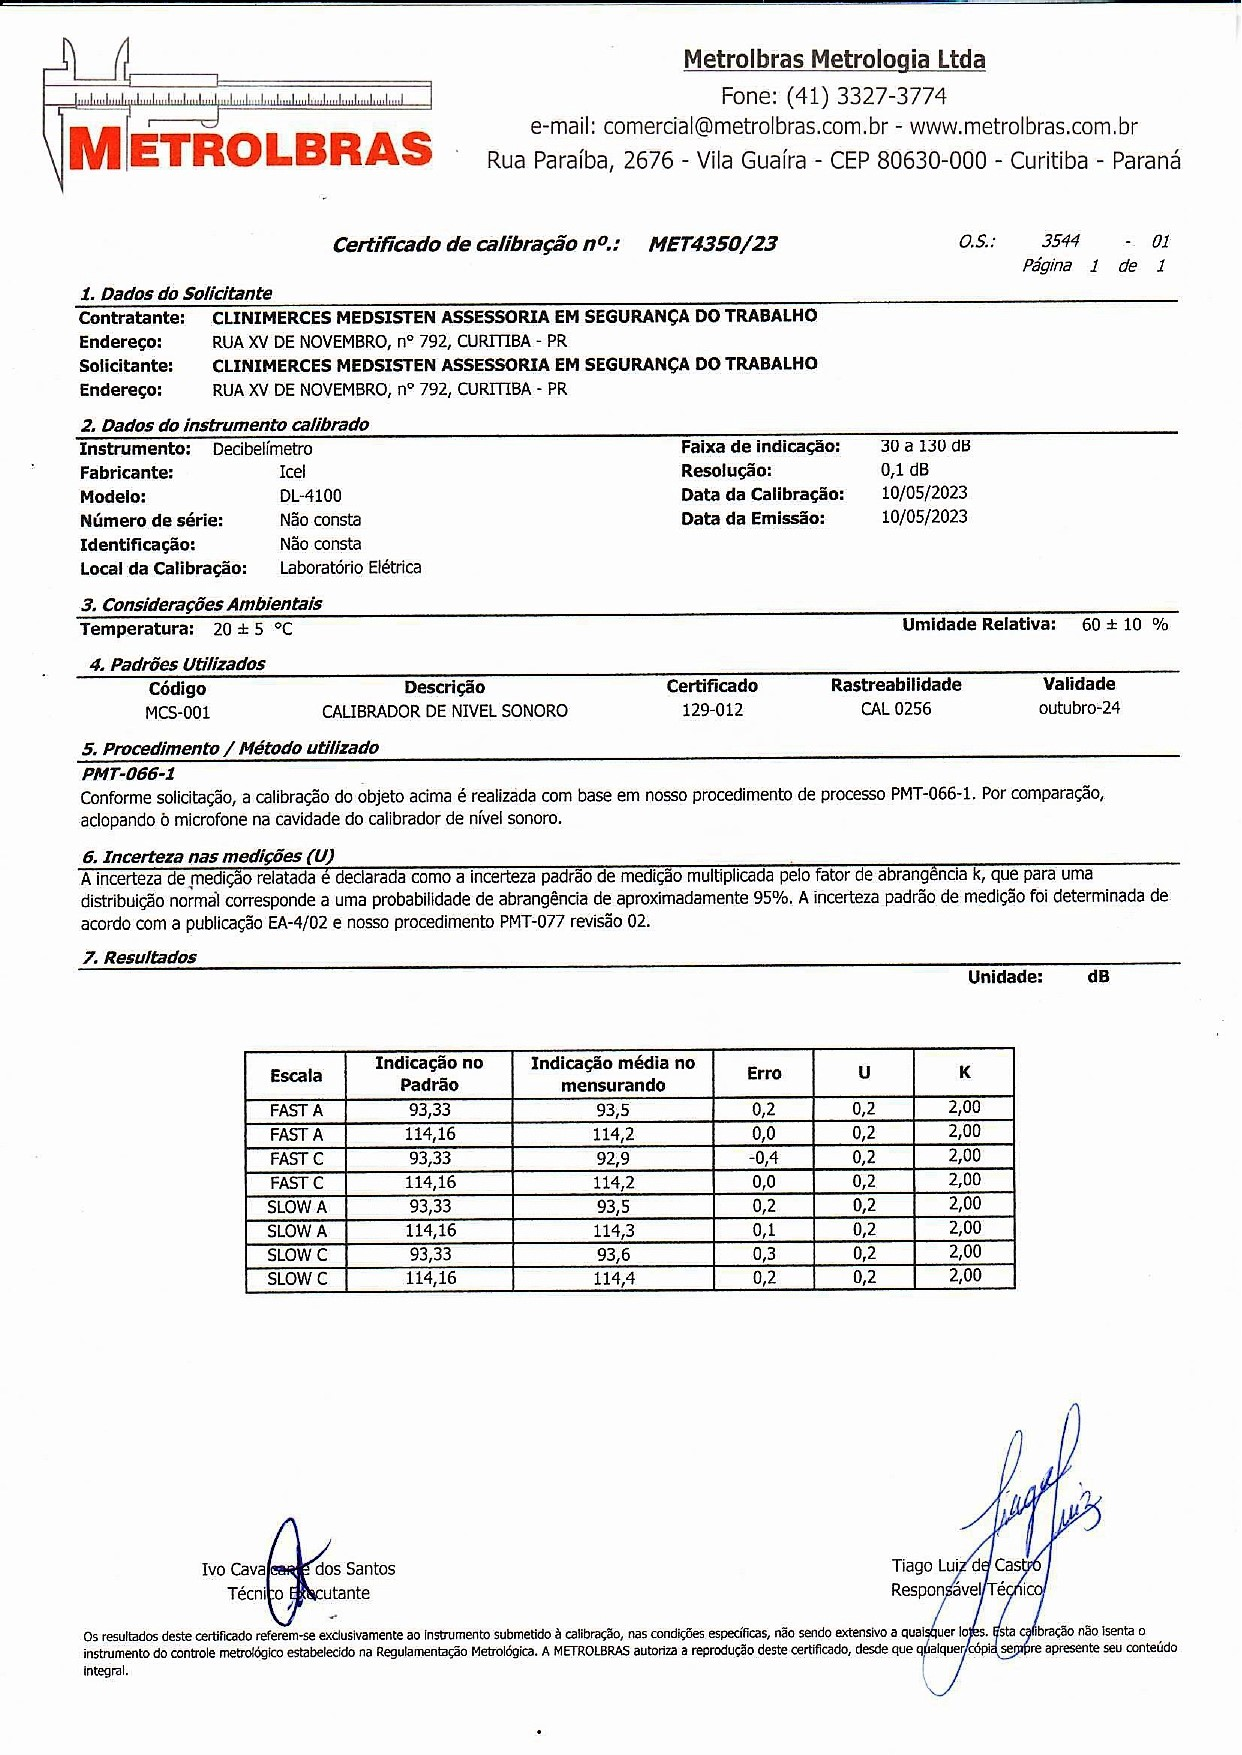 METROLBRAS
Metrolbras Metrologia Ltda
Fone: (41) 3327-3774
e-mail: comercial@metrolbras.com.br - www.metrolbras.com.br
Rua Paraíba, 2676 - Vila Guaíra - CEP 80630-000 - Curitiba - Paraná
Certificado de calibração nº.: MET4350/23 O.S.: 3544 - 01
Página 1 de 1
1. Dados do Solicitante
Contratante: CLINIMERCES MEDSISTEN ASSESSORIA EM SEGURANÇA DO TRABALHO
Endereço: RUA XV DE NOVEMBRO, nº 792, CURITIBA - PR
Solicitante: CLINIMERCES MEDSISTEN ASSESSORIA EM SEGURANÇA DO TRABALHO
Endereço: RUA XV DE NOVEMBRO, nº 792, CURITIBA - PR
2. Dados do instrumento calibrado
Instrumento: Decibelímetro Faixa de indicação: 30 a 130 dB
Fabricante: Icel Resolução: 0,1 dB
Modelo: DL-4100 Data da Calibração: 10/05/2023
Número de série: Não consta Data da Emissão: 10/05/2023
Identificação: Não consta
Local da Calibração: Laboratório Elétrica
3. Considerações Ambientais
Temperatura: 20 ± 5 °C Umidade Relativa: 60 ± 10 %
4. Padrões Utilizados
Código Descrição Certificado Rastreabilidade Validade
MCS-001 CALIBRADOR DE NIVEL SONORO 129-012 CAL 0256 outubro-24
5. Procedimento / Método utilizado
PMT-066-1
Conforme solicitação, a calibração do objeto acima é realizada com base em nosso procedimento de processo PMT-066-1. Por comparação,
aclopando o microfone na cavidade do calibrador de nível sonoro.
6. Incerteza nas medições (U)
A incerteza de medição relatada é declarada como a incerteza padrão de medição multiplicada pelo fator de abrangência k, que para uma
distribuição normal corresponde a uma probabilidade de abrangência de aproximadamente 95%. A incerteza padrão de medição foi determinada de
acordo com a publicação EA-4/02 e nosso procedimento PMT-077 revisão 02.
7. Resultados
Unidade: dB
Escala Indicação no Padrão Indicação média no mensurando Erro U K
FAST A 93,33 93,5 0,2 0,2 2,00
FAST A 114,16 114,2 0,0 0,2 2,00
FAST C 93,33 92,9 -0,4 0,2 2,00
FAST C 114,16 114,2 0,0 0,2 2,00
SLOW A 93,33 93,5 0,2 0,2 2,00
SLOW A 114,16 114,3 0,1 0,2 2,00
SLOW C 93,33 93,6 0,3 0,2 2,00
SLOW C 114,16 114,4 0,2 0,2 2,00
Tiago Luiz
Ivo Cavalcante dos Santos Tiago Luiz de Castro
Técnico Executante Responsável Técnico
Os resultados deste certificado referem-se exclusivamente ao instrumento submetido à calibração, nas condições específicas, não sendo extensivo a quaisquer lotes. Esta calibração não isenta o
instrumento do controle metrológico estabelecido na Regulamentação Metrológica. A METROLBRAS autoriza a reprodução deste certificado, desde que qualquer cópia sempre apresente seu conteúdo
integral.